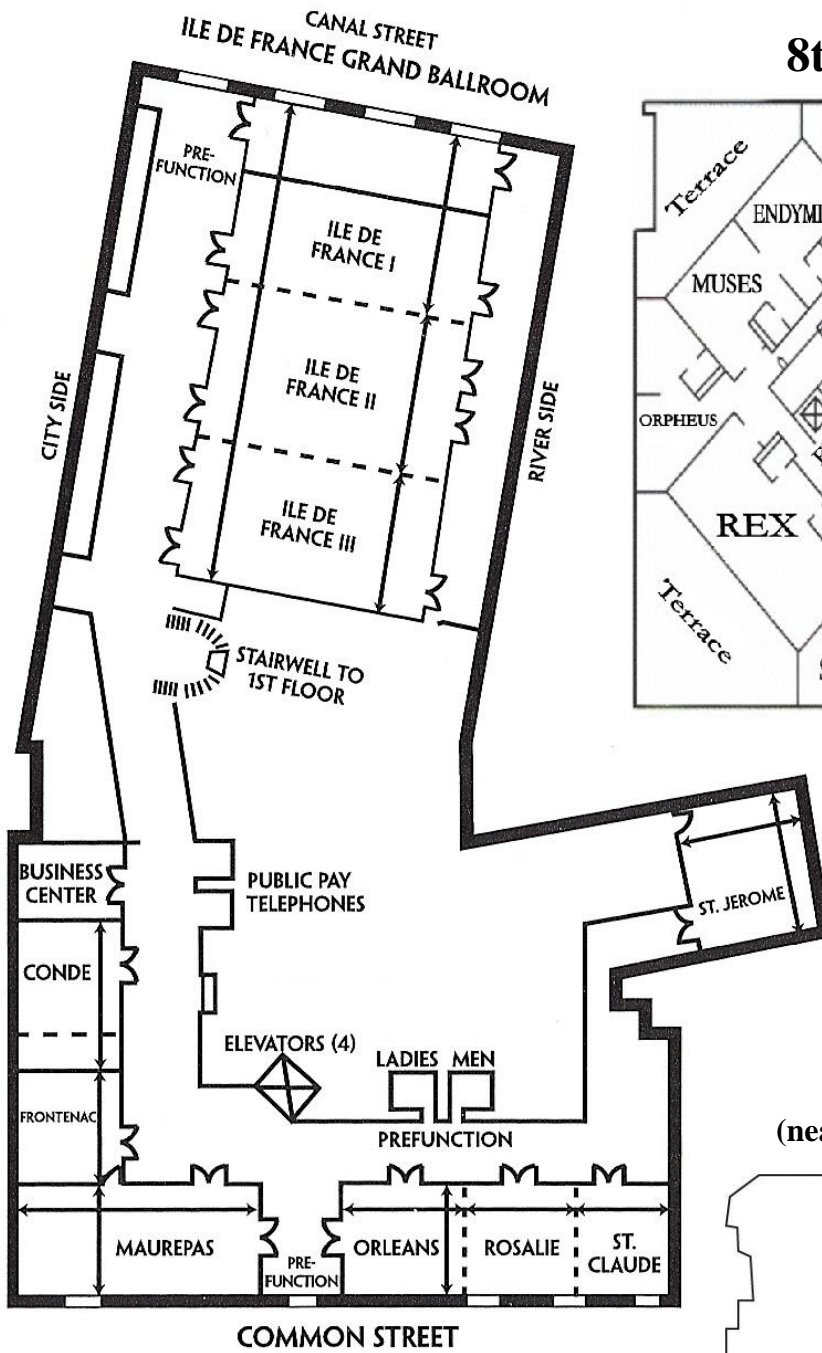 CANAL STREET
ILE DE FRANCE GRAND BALLROOM
PRE-
FUNCTION
ILE DE
FRANCE I
ILE DE
FRANCE II
ILE DE
FRANCE III
CITY SIDE
RIVER SIDE
STAIRWELL TO
1ST FLOOR
BUSINESS
CENTER
PUBLIC PAY
TELEPHONES
ST. JEROME
CONDE
ELEVATORS (4)
LADIES MEN
FRONTENAC
PREFUNCTION
MAUREPAS
PRE-
FUNCTION
ORLEANS
ROSALIE
ST.
CLAUDE
COMMON STREET
8t
Terrace
ENDYMI
MUSES
ORPHEUS
REX
Terrace
(nea